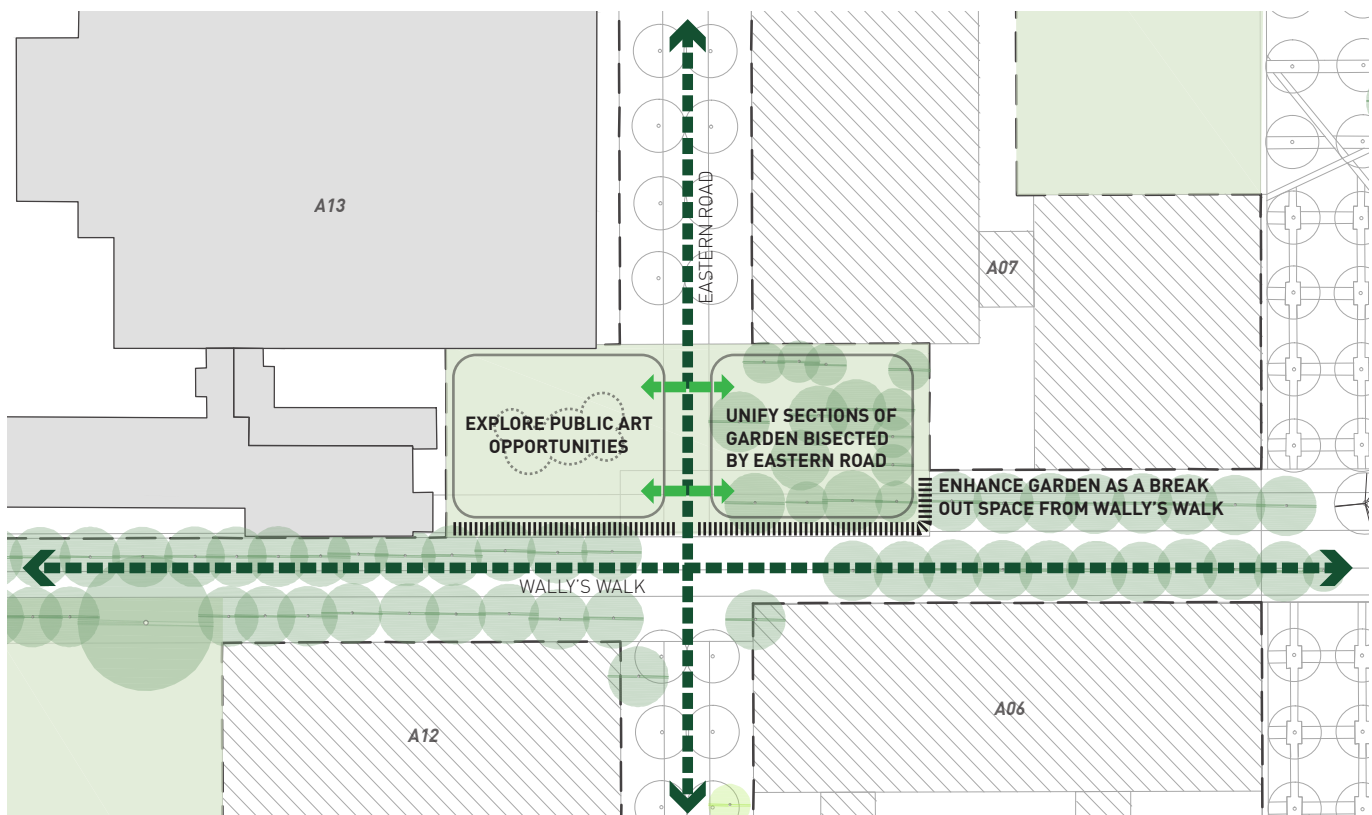 A13
EASTERN ROAD
A07
EXPLORE PUBLIC ART
OPPORTUNITIES
UNIFY SECTIONS OF
GARDEN BISECTED
BY EASTERN ROAD
ENHANCE GARDEN AS A BREAK
OUT SPACE FROM WALLY'S WALK
WALLY'S WALK
A12
A06